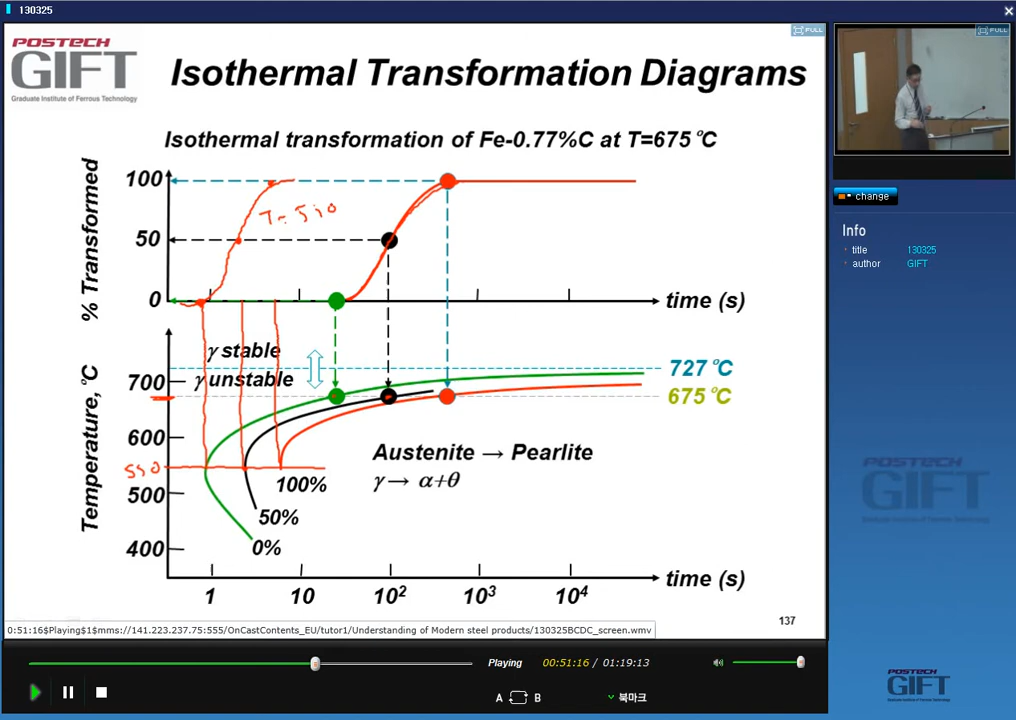 130325
POSTECH
GIFT
Graduate Institute of Ferrous Technology
FULL
Isothermal Transformation Diagrams
Isothermal transformation of Fe-0.77%C at T=675℃
% Transformed
100
50
0
T=550
time (s)
γ stable
γ unstable
727℃
675℃
Temperature, ℃
700
600
550
500
400
Austenite → Pearlite
γ→ α+θ
100%
50%
0%
1
10
10²
10³
10⁴
time (s)
137
0:51:16$Playing$1$mms://141.223.237.75:555/OnCastContents_EU/tutor1/Understanding of Modern steel products/130325BCDC_screen.wmv
FULL
change
Info
title 130325
author GIFT
POSTECH
GIFT
Playing 00:51:16 / 01:19:13
A B 북마크
POSTECH
GIFT